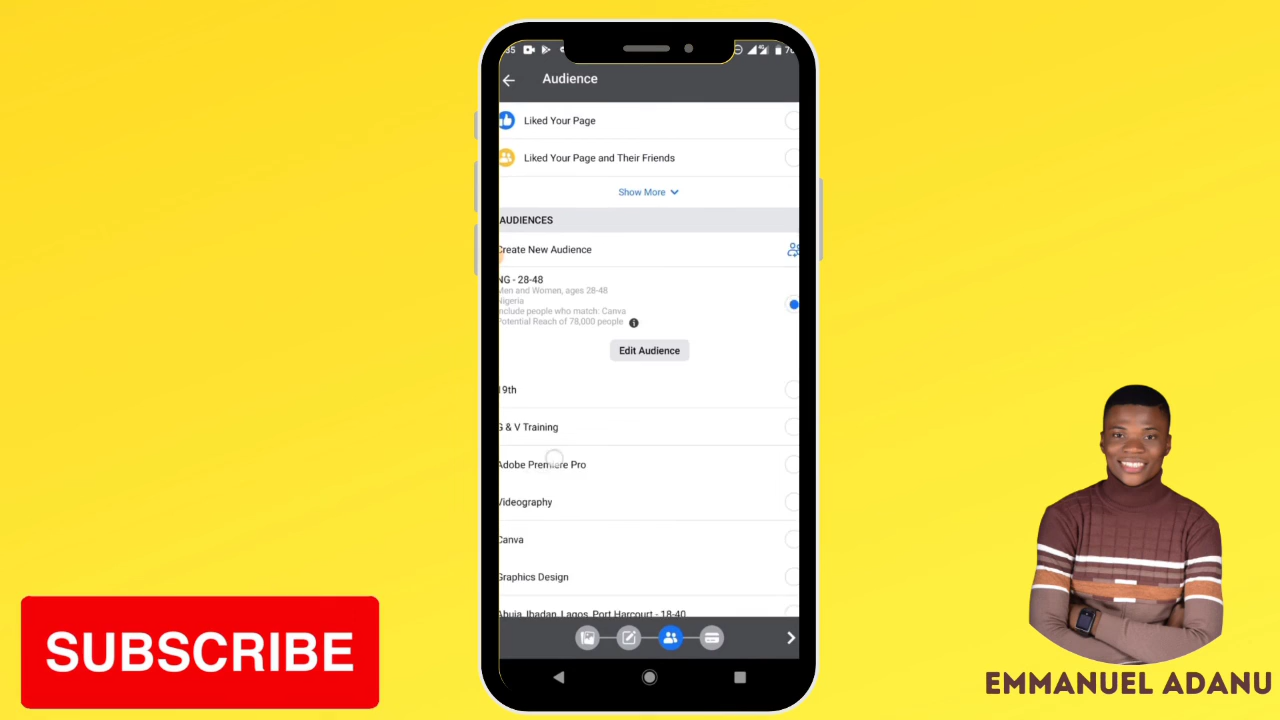 Audience
Liked Your Page
Liked Your Page and Their Friends
Show More
AUDIENCES
Create New Audience
NG - 28-48
Men and Women, ages 28-48
Nigeria
Include people who match: Canva
Potential Reach of 78,000 people
Edit Audience
19th
G & V Training
Adobe Premiere Pro
Videography
Canva
Graphics Design
Abuja, Ibadan, Lagos, Port Harcourt - 18-40
SUBSCRIBE
EMMANUEL ADANU